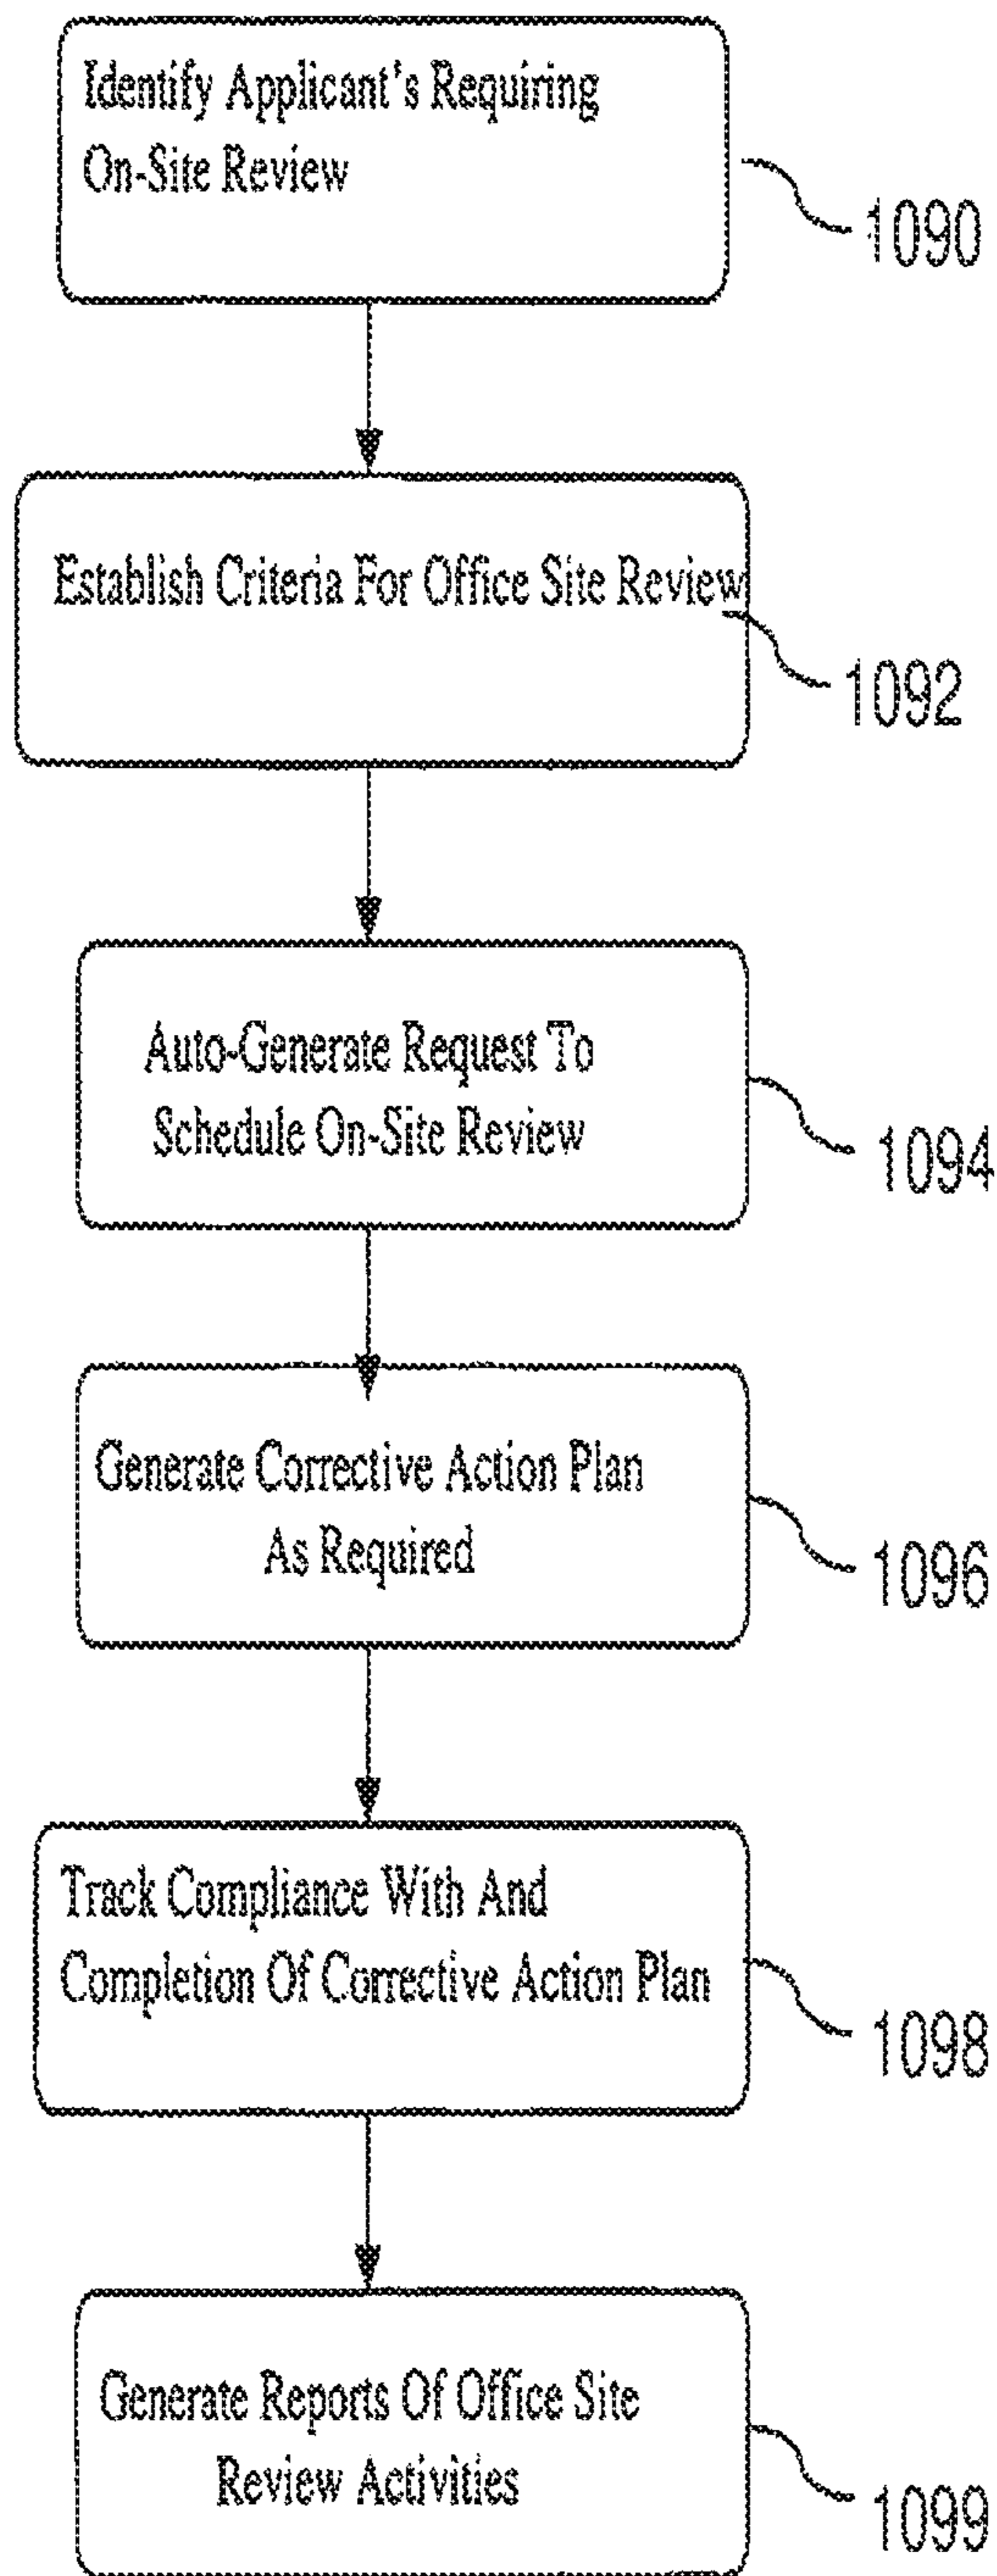 Identify Applicant's Requiring
On-Site Review
1090
Establish Criteria For Office Site Review
1092
Auto-Generate Request To
Schedule On-Site Review
1094
Generate Corrective Action Plan
As Required
1096
Track Compliance With And
Completion Of Corrective Action Plan
1098
Generate Reports Of Office Site
Review Activities
1099